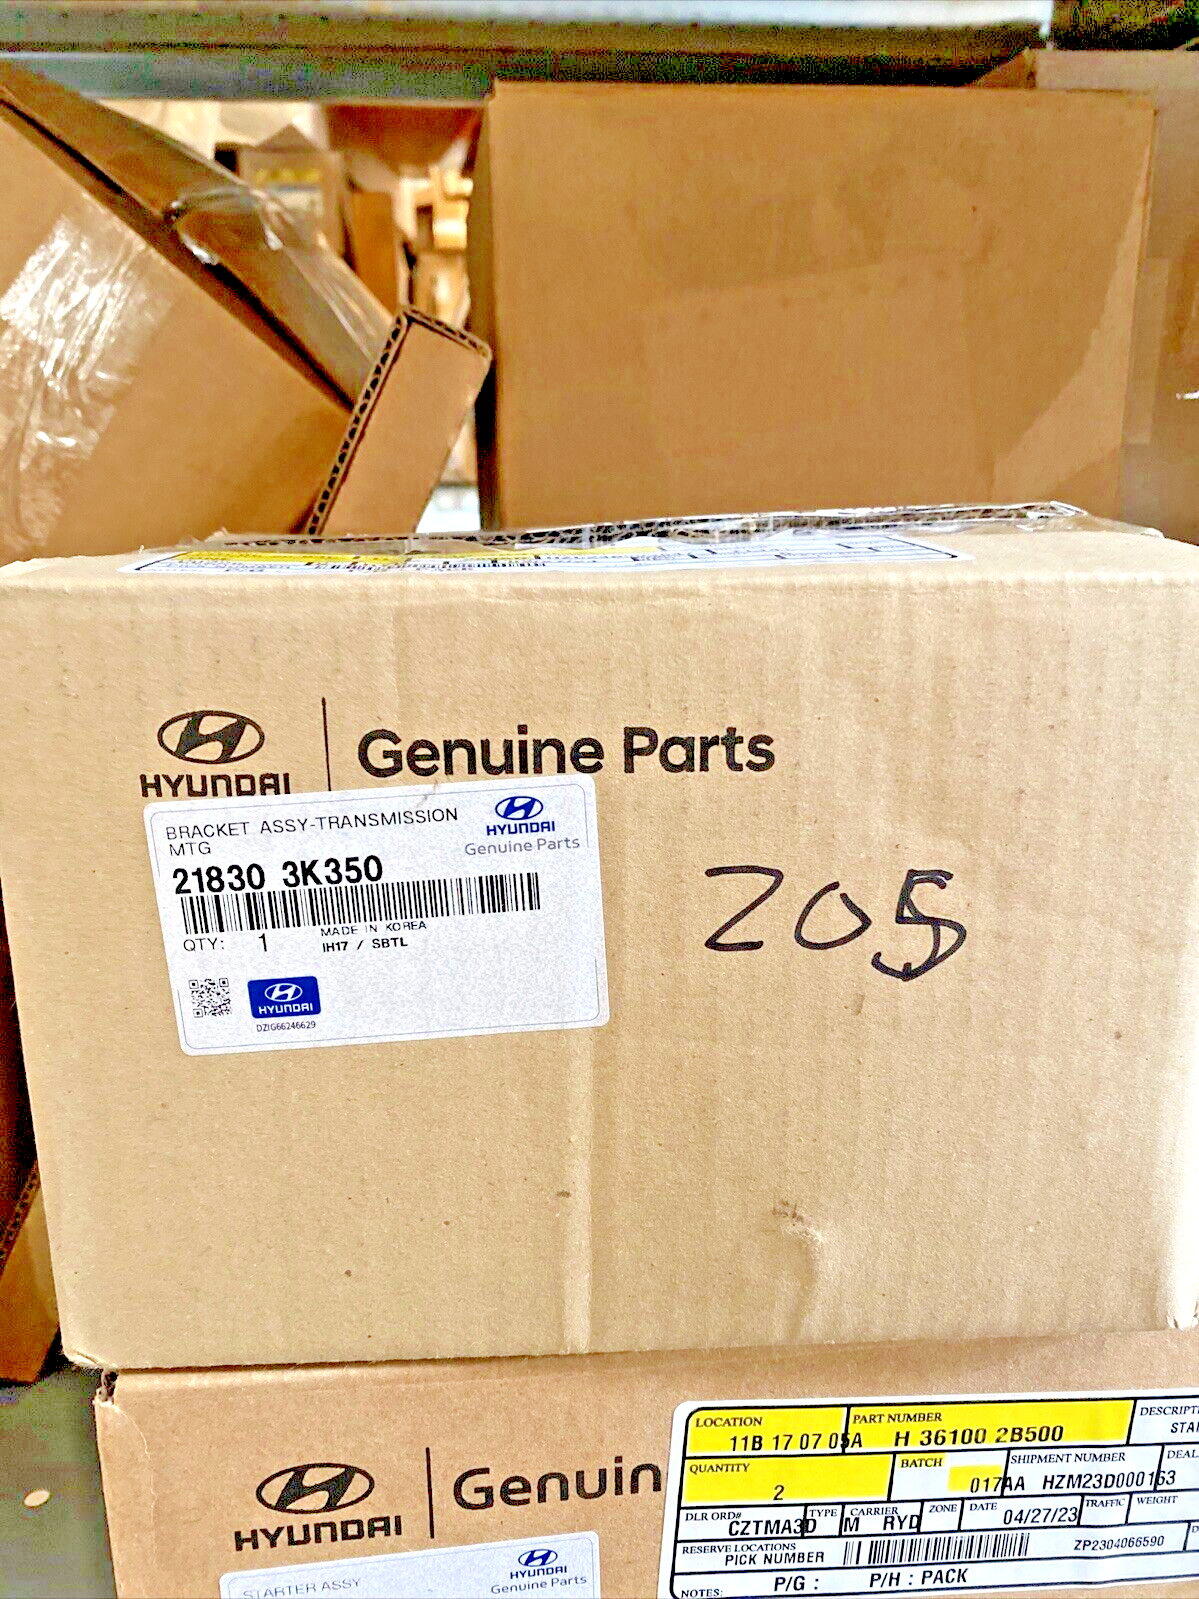 HYUNDAI
Genuine Parts
BRACKET ASSY-TRANSMISSION
MTG
HYUNDAI
Genuine Parts
21830 3K350
QTY: 1
MADE IN KOREA
IH17 / SBTL
HYUNDAI
DZIG66246629
205
HYUNDAI
Genuin
STARTER ASSY
HYUNDAI
Genuine Parts
LOCATION
11B 17 07 05A
PART NUMBER
H 36100 2B500
DESCRIPT
STAR
QUANTITY
2
BATCH
017AA
SHIPMENT NUMBER
HZM23D000163
DEAL
DLR ORD#
CZTMA3D
TYPE
M
CARRIER
RYD
ZONE
DATE
04/27/23
TRAFFIC
WEIGHT
RESERVE LOCATIONS
PICK NUMBER
ZP2304066590
NOTES:
P/G :
P/H : PACK